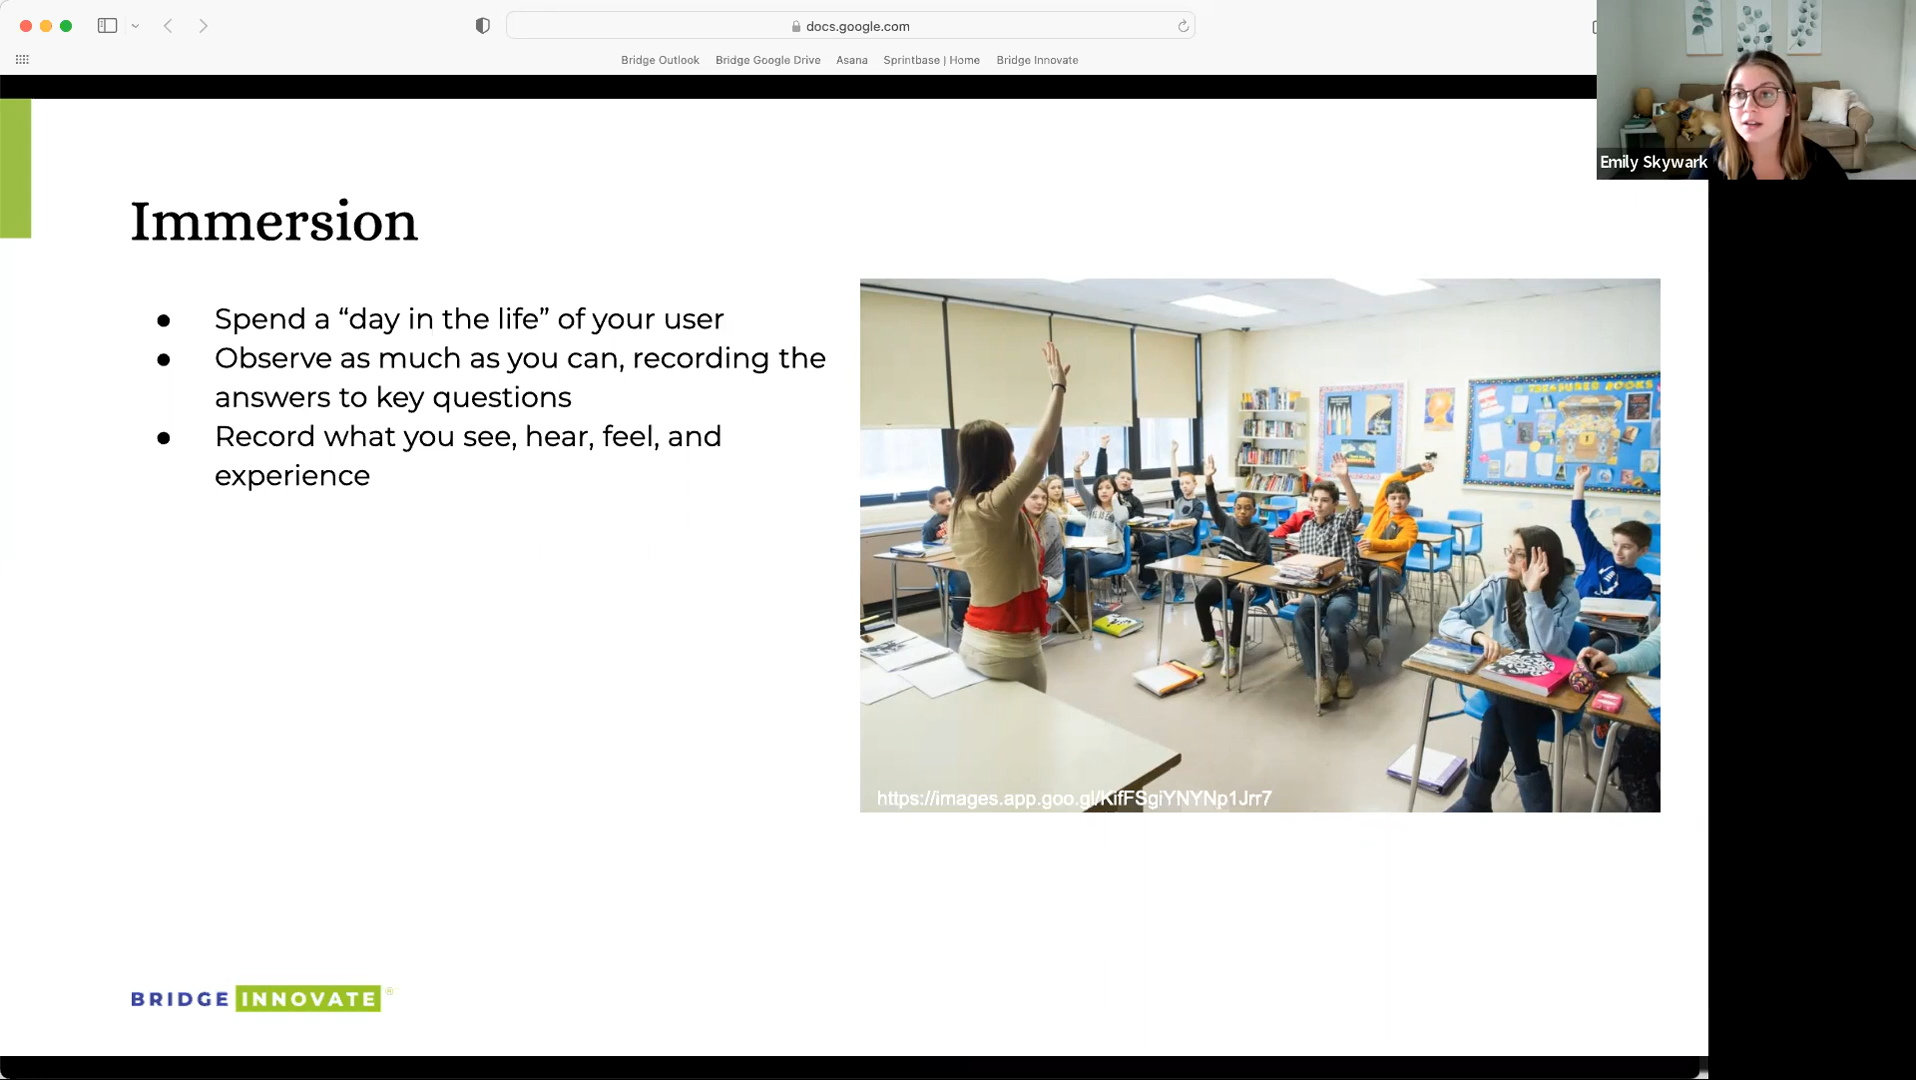 docs.google.com
Bridge Outlook
Bridge Google Drive
Asana
Sprintbase | Home
Bridge Innovate
Emily Skywark
Immersion
● Spend a “day in the life” of your user
● Observe as much as you can, recording the
answers to key questions
● Record what you see, hear, feel, and
experience
TREASURED BOOKS
https://images.app.goo.gl/KifFSgiYNYNp1Jrr7
BRIDGE INNOVATE®